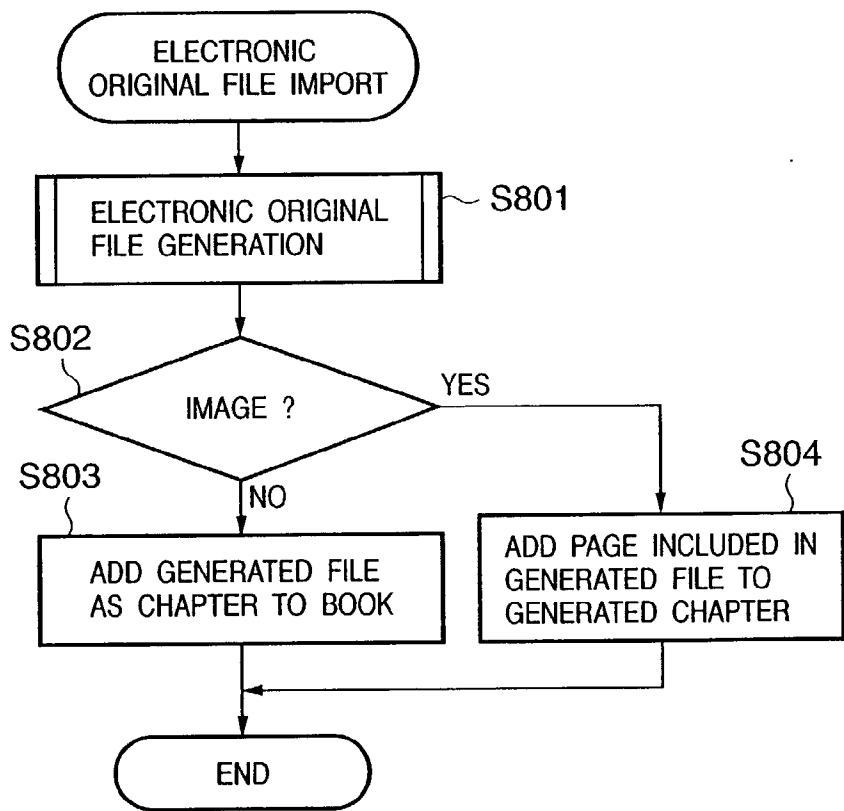 ELECTRONIC
ORIGINAL FILE IMPORT
ELECTRONIC ORIGINAL
FILE GENERATION
S801
S802
IMAGE ?
YES
NO
S803
ADD GENERATED FILE
AS CHAPTER TO BOOK
S804
ADD PAGE INCLUDED IN
GENERATED FILE TO
GENERATED CHAPTER
END